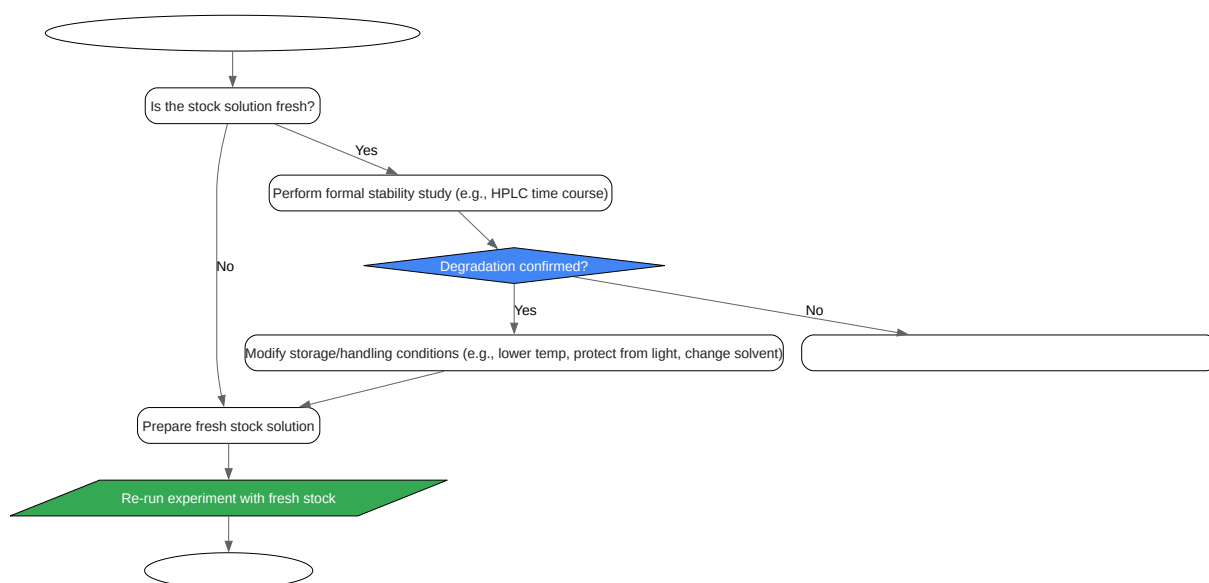 Is the stock solution fresh?
Yes
Perform formal stability study (e.g., HPLC time course)
No
Degradation confirmed?
Yes
No
Modify storage/handling conditions (e.g., lower temp, protect from light, change solvent)
Prepare fresh stock solution
Re-run experiment with fresh stock